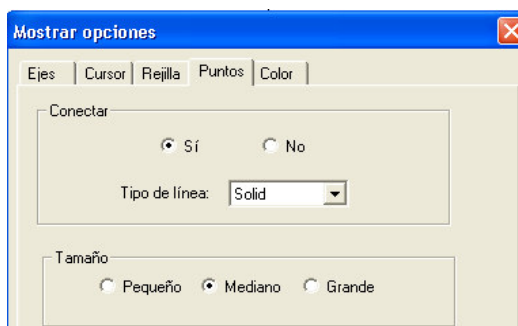 Mostrar opciones
Ejes Cursor Rejilla Puntos Color
Conectar
Sí No
Tipo de línea: Solid
Tamaño
Pequeño Mediano Grande